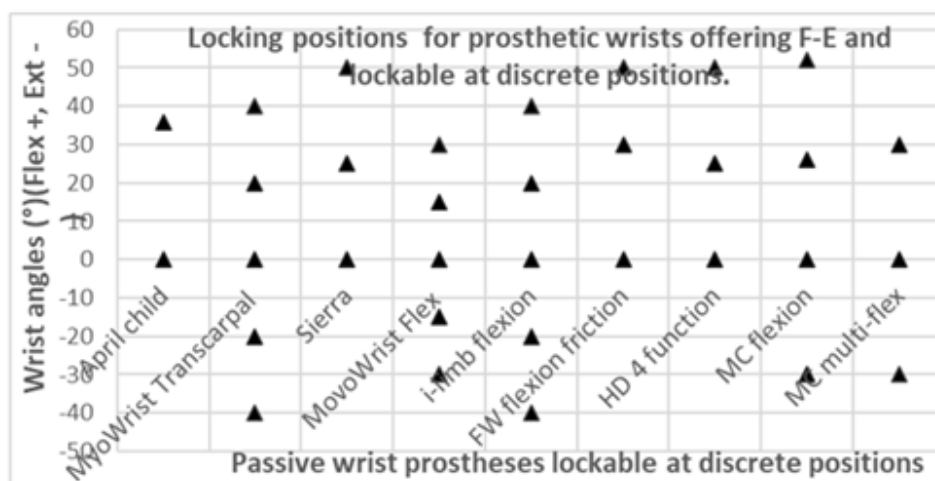 Locking positions for prosthetic wrists offering F-E and
lockable at discrete positions.
Wrist angles (°)(Flex +, Ext -
)
60
50
40
30
20
10
0
-10
-20
-30
-40
-50
April child
MyoWrist Transcarpal
Sierra
MovoWrist Flex
i-limb flexion
FW flexion friction
HD 4 function
MC flexion
MC multi-flex
Passive wrist prostheses lockable at discrete positions